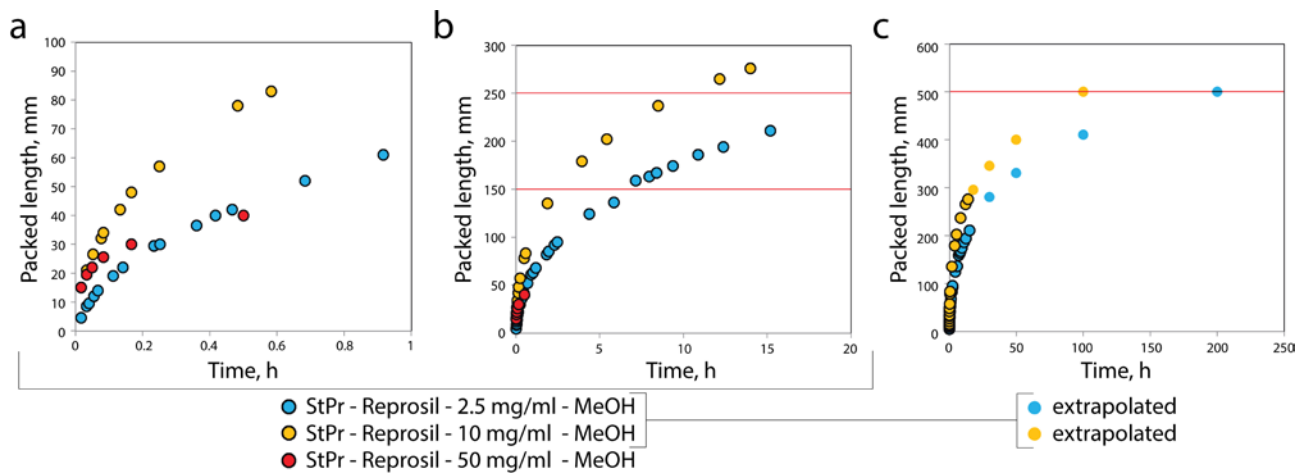 a
b
c
Packed length, mm
100
90
80
70
60
50
40
30
20
10
0
0 0.2 0.4 0.6 0.8 1
Time, h
Packed length, mm
300
250
200
150
100
50
0
0 5 10 15 20
Time, h
Packed length, mm
600
500
400
300
200
100
0
0 50 100 150 200 250
Time, h
StPr - Reprosil - 2.5 mg/ml - MeOH
StPr - Reprosil - 10 mg/ml - MeOH
StPr - Reprosil - 50 mg/ml - MeOH
extrapolated
extrapolated